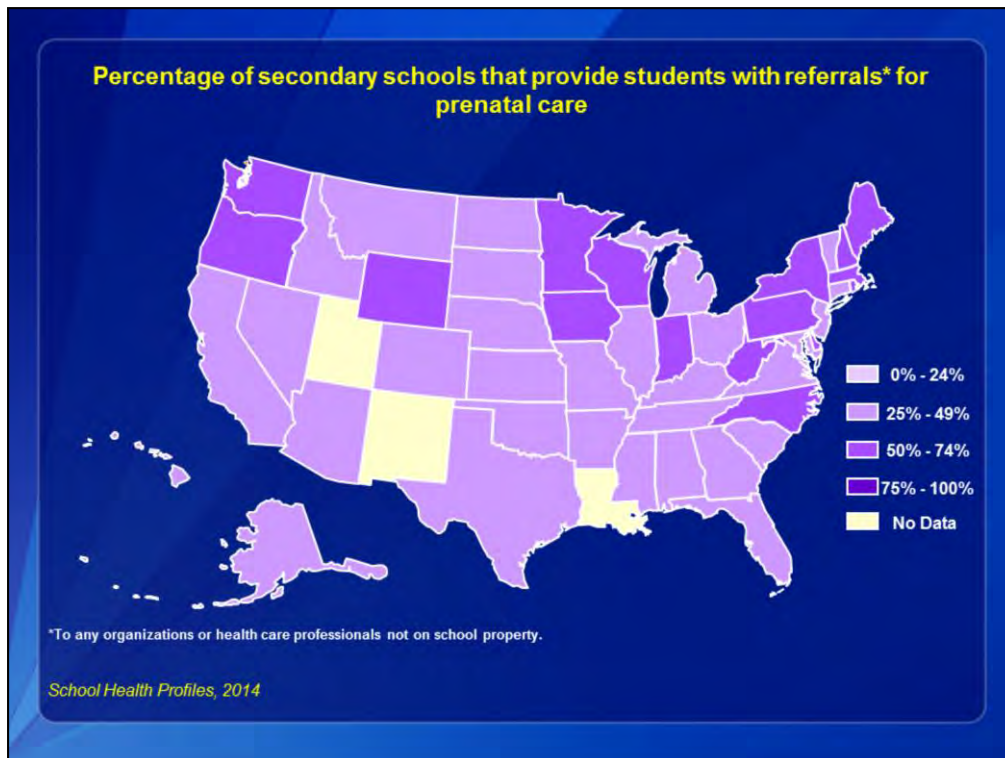 Percentage of secondary schools that provide students with referrals* for
prenatal care
0% - 24%
25% - 49%
50% - 74%
75% - 100%
No Data
*To any organizations or health care professionals not on school property.
School Health Profiles, 2014